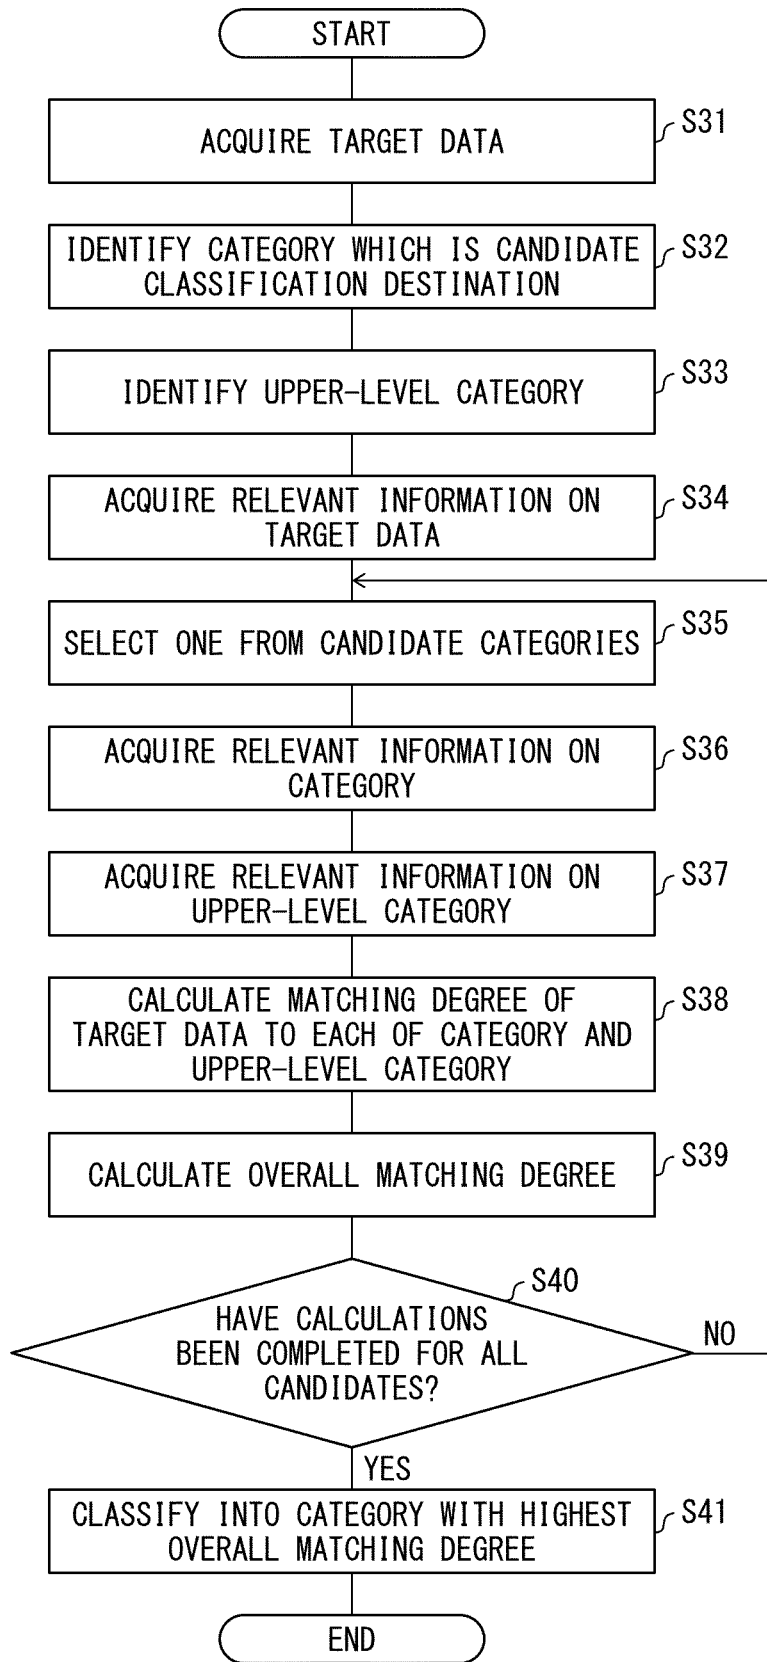 START
ACQUIRE TARGET DATA
S31
IDENTIFY CATEGORY WHICH IS CANDIDATE
CLASSIFICATION DESTINATION
S32
IDENTIFY UPPER-LEVEL CATEGORY
S33
ACQUIRE RELEVANT INFORMATION ON
TARGET DATA
S34
SELECT ONE FROM CANDIDATE CATEGORIES
S35
ACQUIRE RELEVANT INFORMATION ON
CATEGORY
S36
ACQUIRE RELEVANT INFORMATION ON
UPPER-LEVEL CATEGORY
S37
CALCULATE MATCHING DEGREE OF
TARGET DATA TO EACH OF CATEGORY AND
UPPER-LEVEL CATEGORY
S38
CALCULATE OVERALL MATCHING DEGREE
S39
S40
HAVE CALCULATIONS
BEEN COMPLETED FOR ALL
CANDIDATES?
NO
YES
CLASSIFY INTO CATEGORY WITH HIGHEST
OVERALL MATCHING DEGREE
S41
END